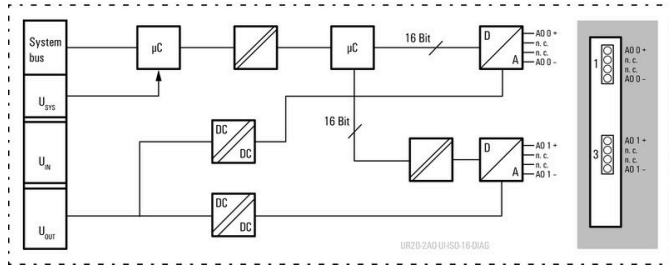 System
bus
µC
µC
16 Bit
D
A
AO 0 +
n. c.
n. c.
AO 0 –
U SYS
16 Bit
DC
DC
U IN
D
A
AO 1 +
n. c.
n. c.
AO 1 –
DC
DC
U OUT
UR20-2AO-UI-ISO-16-DIAG
1
AO 0 +
n. c.
n. c.
AO 0 –
3
AO 1 +
n. c.
n. c.
AO 1 –